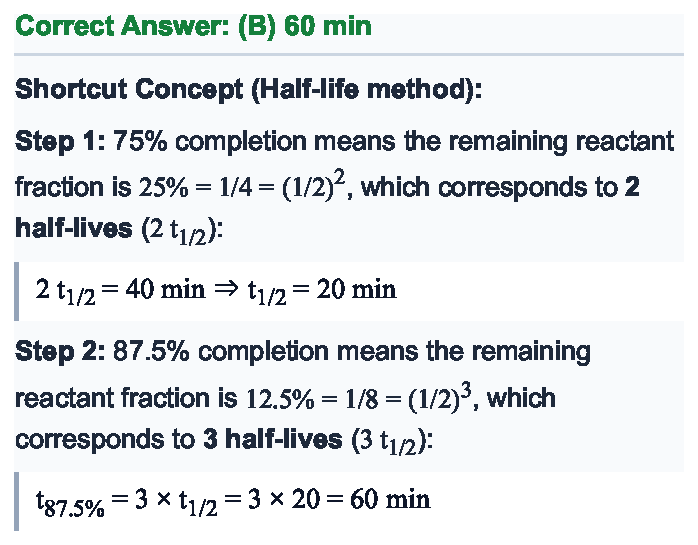 Correct Answer: (B) 60 min
Shortcut Concept (Half-life method):
Step 1: 75% completion means the remaining reactant
fraction is 25% = 1/4 = (1/2)², which corresponds to 2
half-lives (2 t₁/₂):
2 t₁/₂ = 40 min ⇒ t₁/₂ = 20 min
Step 2: 87.5% completion means the remaining
reactant fraction is 12.5% = 1/8 = (1/2)³, which
corresponds to 3 half-lives (3 t₁/₂):
t₈₇.₅% = 3 × t₁/₂ = 3 × 20 = 60 min